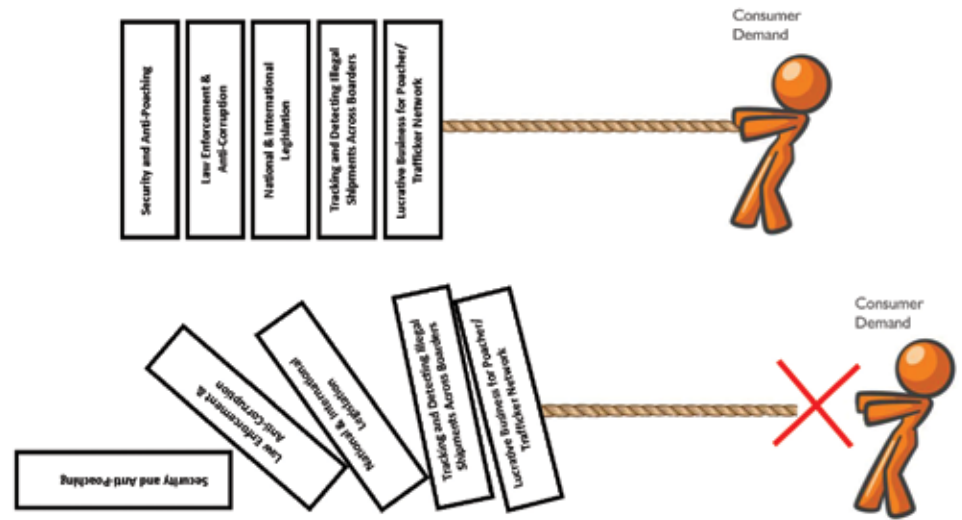 Consumer
Demand
Security and Anti-Poaching
Law Enforcement &
Anti-Corruption
National & International
Legislation
Tracking and Detecting Illegal
Shipments Across Boarders
Lucrative Business for Poacher/
Trafficker Network
Consumer
Demand
Security and Anti-Poaching
Law Enforcement &
Anti-Corruption
National & International
Legislation
Tracking and Detecting Illegal
Shipments Across Boarders
Lucrative Business for Poacher/
Trafficker Network